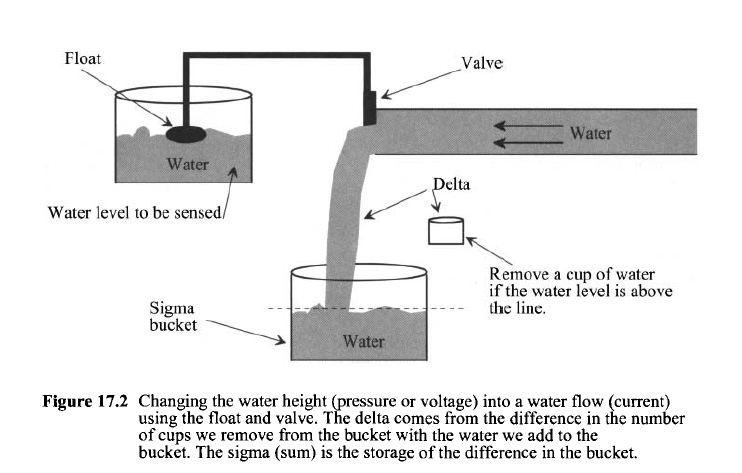 Float
Valve
Water
Water
Delta
Water level to be sensed
Remove a cup of water
if the water level is above
the line.
Sigma
bucket
Water
Figure 17.2 Changing the water height (pressure or voltage) into a water flow (current)
using the float and valve. The delta comes from the difference in the number
of cups we remove from the bucket with the water we add to the
bucket. The sigma (sum) is the storage of the difference in the bucket.